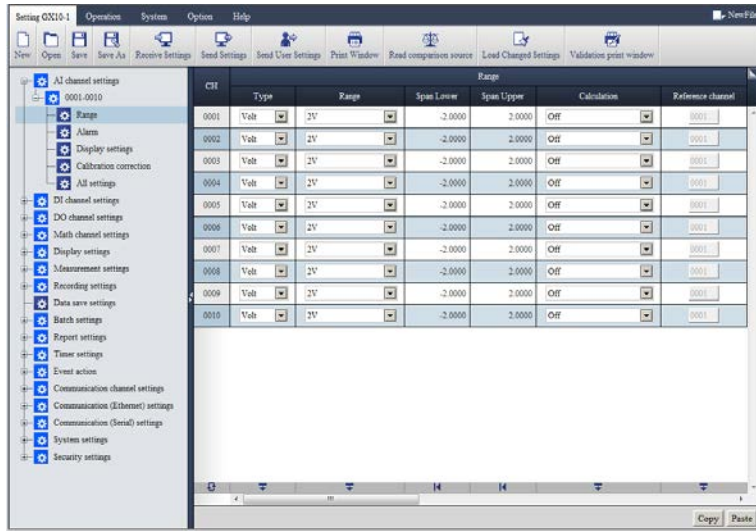 Setting GX10-1 Operation System Option Help NewFile
New Open Save Save As Receive Settings Send Settings Send User Settings Print Window Read comparison source Load Changed Settings Validation print window
AI channel settings
0001-0010
Range
Alarm
Display settings
Calibration correction
All settings
DI channel settings
DO channel settings
Math channel settings
Display settings
Measurement settings
Recording settings
Data save settings
Batch settings
Report settings
Timer settings
Event action
Communication channel settings
Communication (Ethernet) settings
Communication (Serial) settings
System settings
Security settings
CH Range
Type Range Span Lower Span Upper Calculation Reference channel
0001 Volt 2V -2.0000 2.0000 Off 0001
0002 Volt 2V -2.0000 2.0000 Off 0001
0003 Volt 2V -2.0000 2.0000 Off 0001
0004 Volt 2V -2.0000 2.0000 Off 0001
0005 Volt 2V -2.0000 2.0000 Off 0001
0006 Volt 2V -2.0000 2.0000 Off 0001
0007 Volt 2V -2.0000 2.0000 Off 0001
0008 Volt 2V -2.0000 2.0000 Off 0001
0009 Volt 2V -2.0000 2.0000 Off 0001
0010 Volt 2V -2.0000 2.0000 Off 0001
Copy Paste